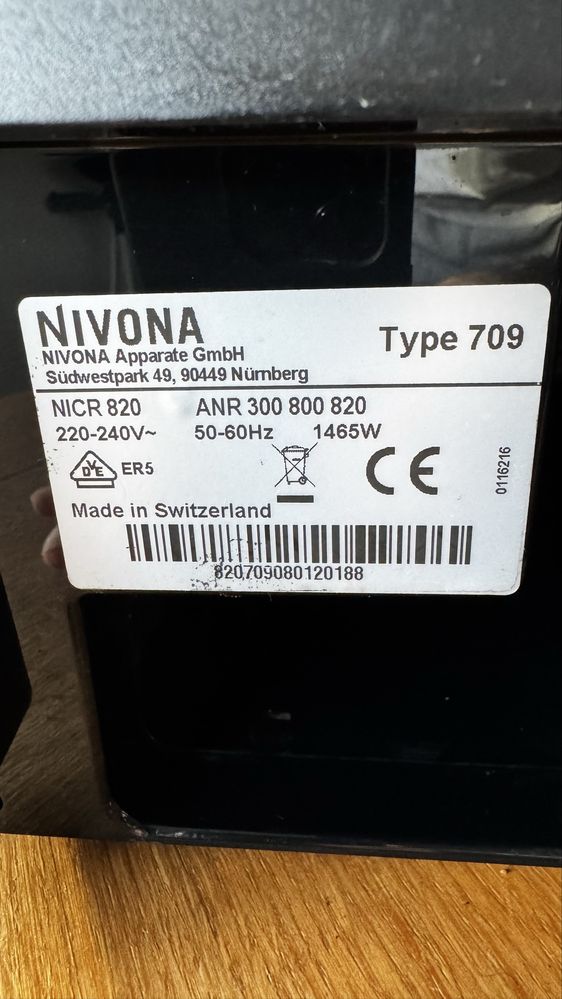 NIVONA
NIVONA Apparate GmbH
Südwestpark 49, 90449 Nürnberg
Type 709
NICR 820 ANR 300 800 820
220-240V~ 50-60Hz 1465W
VDE ER5
CE
0116216
Made in Switzerland
820709080120188